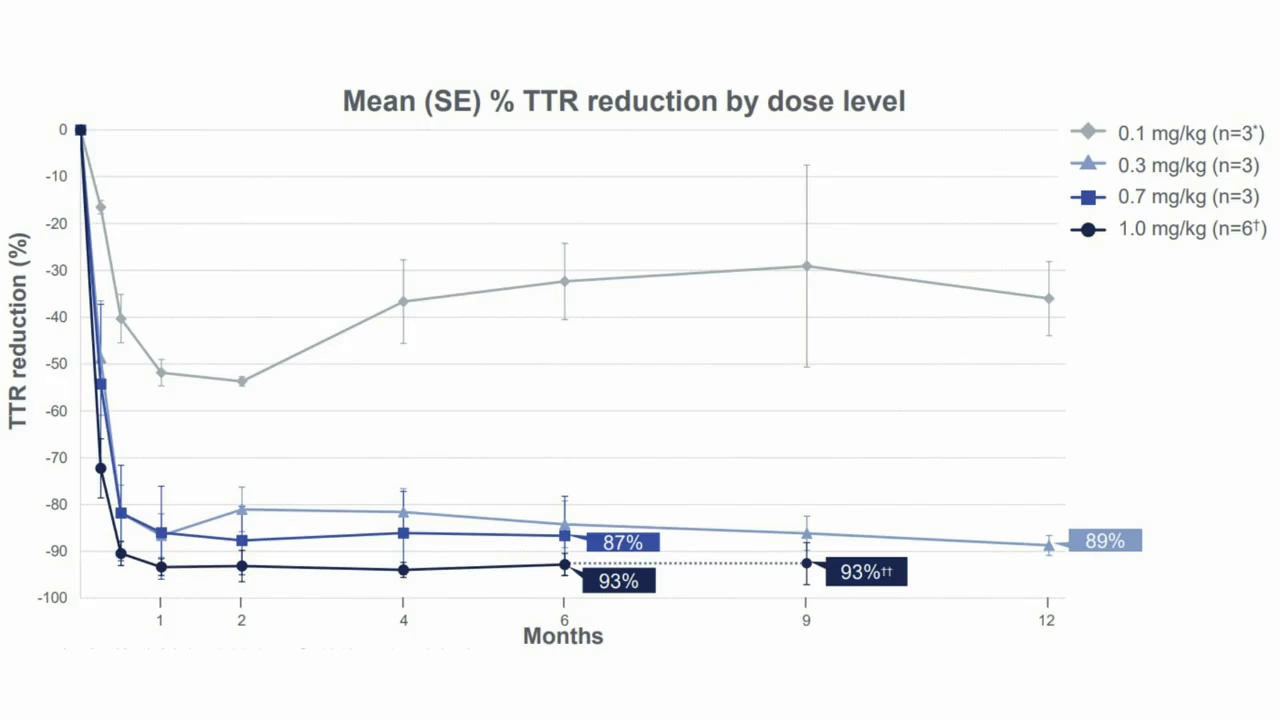 Mean (SE) % TTR reduction by dose level
0.1 mg/kg (n=3*)
0.3 mg/kg (n=3)
0.7 mg/kg (n=3)
1.0 mg/kg (n=6†)
TTR reduction (%)
0
-10
-20
-30
-40
-50
-60
-70
-80
-90
-100
87%
93%
93%††
89%
1 2 4 6 9 12
Months